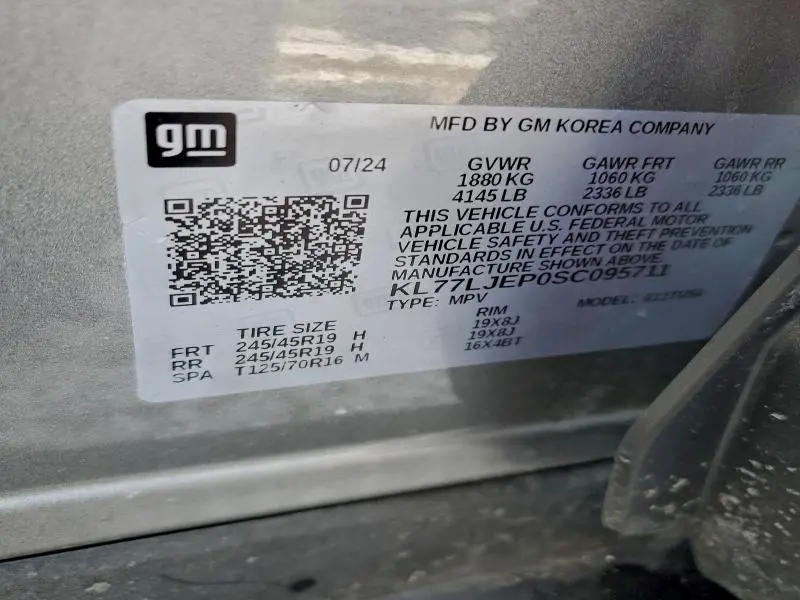 gm
MFD BY GM KOREA COMPANY
07/24
GVWR GAWR FRT GAWR RR
1880 KG 1060 KG 1060 KG
4145 LB 2336 LB 2336 LB
THIS VEHICLE CONFORMS TO ALL
APPLICABLE U.S. FEDERAL MOTOR
VEHICLE SAFETY AND THEFT PREVENTION
STANDARDS IN EFFECT ON THE DATE OF
MANUFACTURE SHOWN ABOVE.
KL77LJEP0SC095711
TYPE: MPV MODEL:
TIRE SIZE RIM
FRT 245/45R19 H 19X8J
RR 245/45R19 H 19X8J
SPA T125/70R16 M 16X4BT